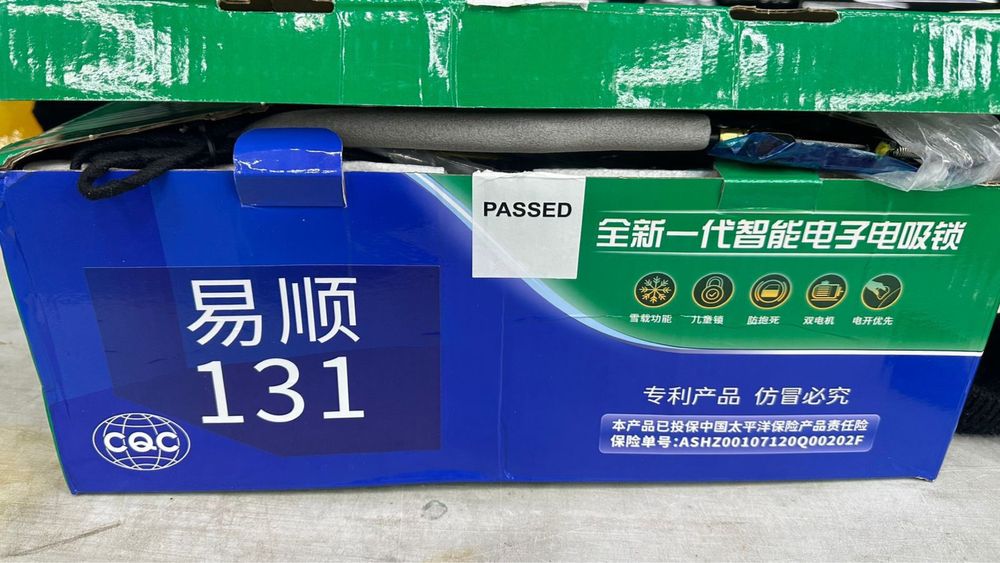 PASSED
全新一代智能电子电吸锁
雪载功能 儿童锁 防抱死 双电机 电开优先
易顺
131
专利产品 仿冒必究
本产品已投保中国太平洋保险产品责任险
保险单号:ASHZ00107120Q00202F
CQC